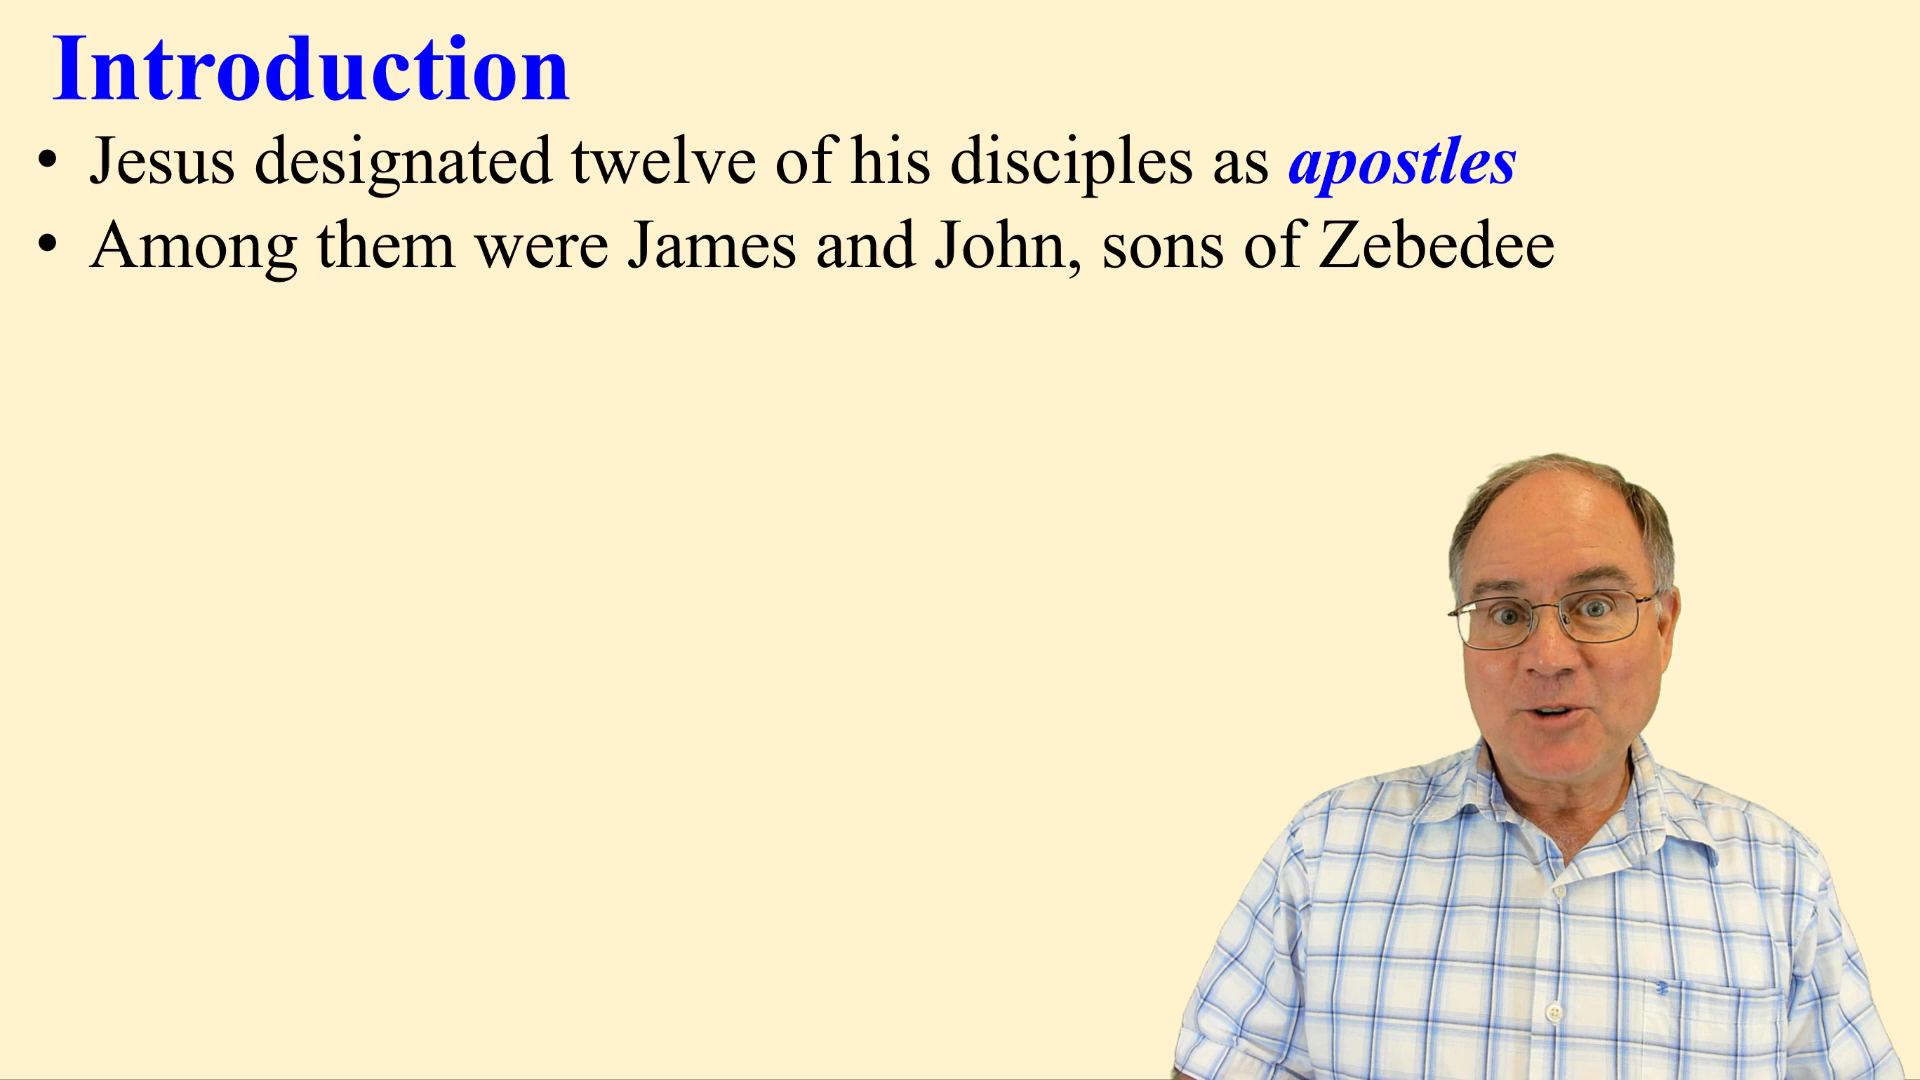 Introduction
• Jesus designated twelve of his disciples as apostles
• Among them were James and John, sons of Zebedee